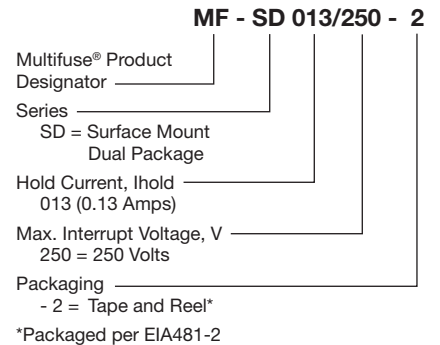 MF - SD 013/250 - 2
Multifuse® Product
Designator
Series
SD = Surface Mount
Dual Package
Hold Current, Ihold
013 (0.13 Amps)
Max. Interrupt Voltage, V
250 = 250 Volts
Packaging
- 2 = Tape and Reel*
*Packaged per EIA481-2